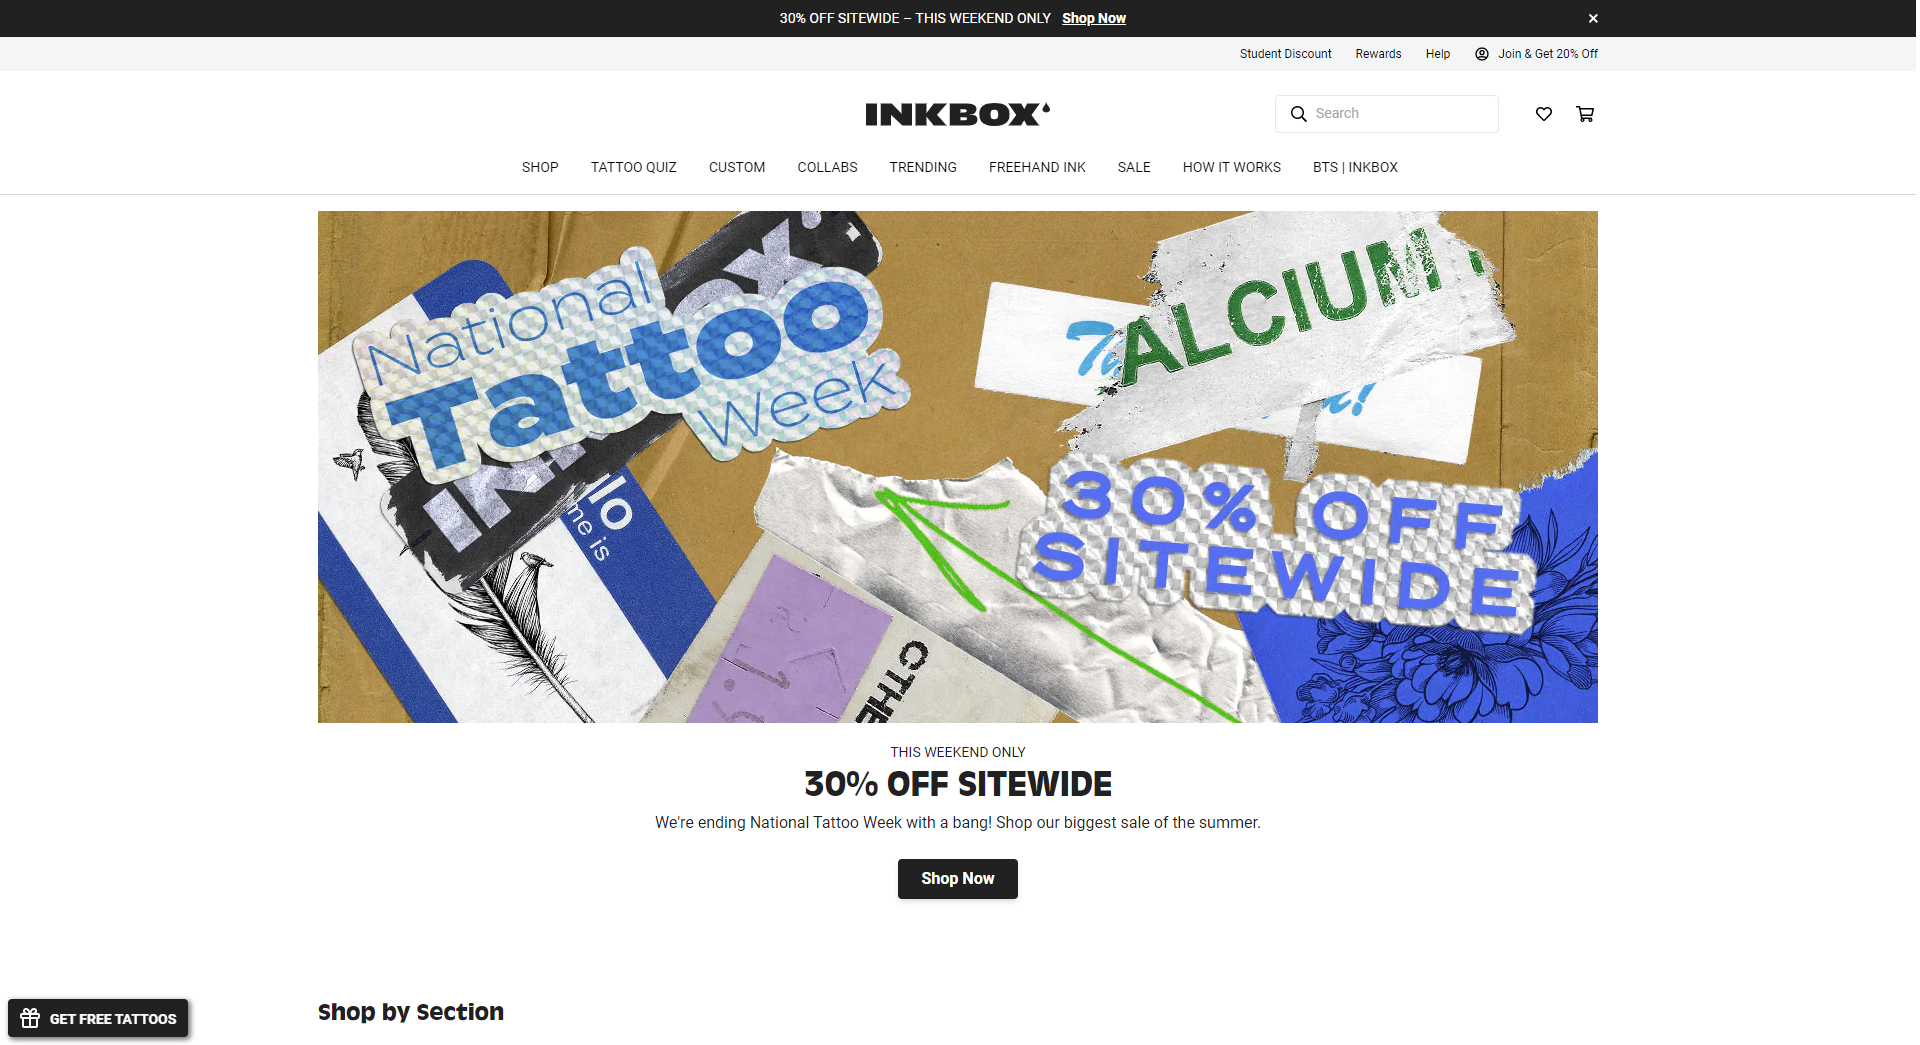 30% OFF SITEWIDE – THIS WEEKEND ONLY Shop Now
Student Discount Rewards Help Join & Get 20% Off
INKBOX
Search
SHOP TATTOO QUIZ CUSTOM COLLABS TRENDING FREEHAND INK SALE HOW IT WORKS BTS | INKBOX
National
Tattoo
Week
ALCIUM
me is
CTHE
30% OFF
SITEWIDE
THIS WEEKEND ONLY
30% OFF SITEWIDE
We're ending National Tattoo Week with a bang! Shop our biggest sale of the summer.
Shop Now
Shop by Section
GET FREE TATTOOS